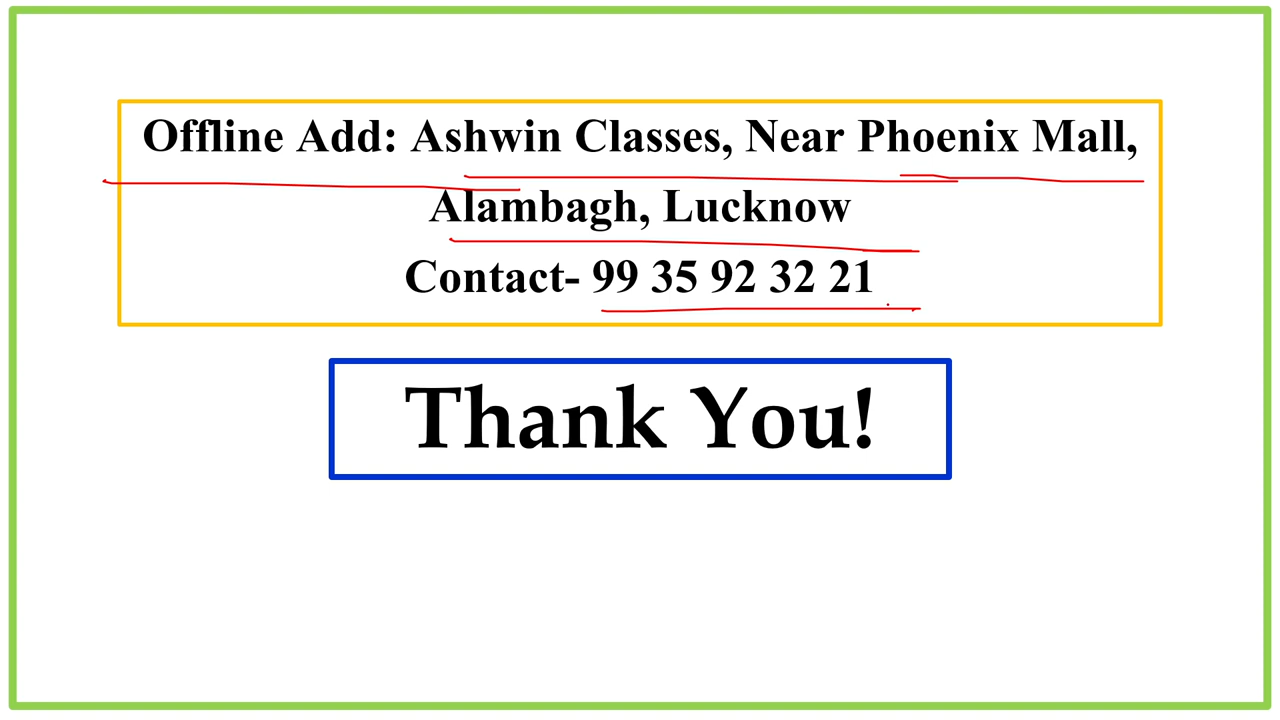 Offline Add: Ashwin Classes, Near Phoenix Mall,
Alambagh, Lucknow
Contact- 99 35 92 32 21
Thank You!